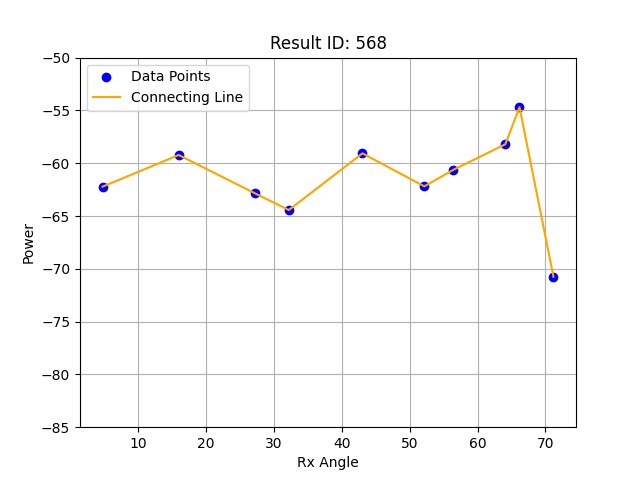 Result ID: 568
Data Points
Connecting Line
−50
−55
−60
−65
−70
−75
−80
−85
Power
10 20 30 40 50 60 70
Rx Angle